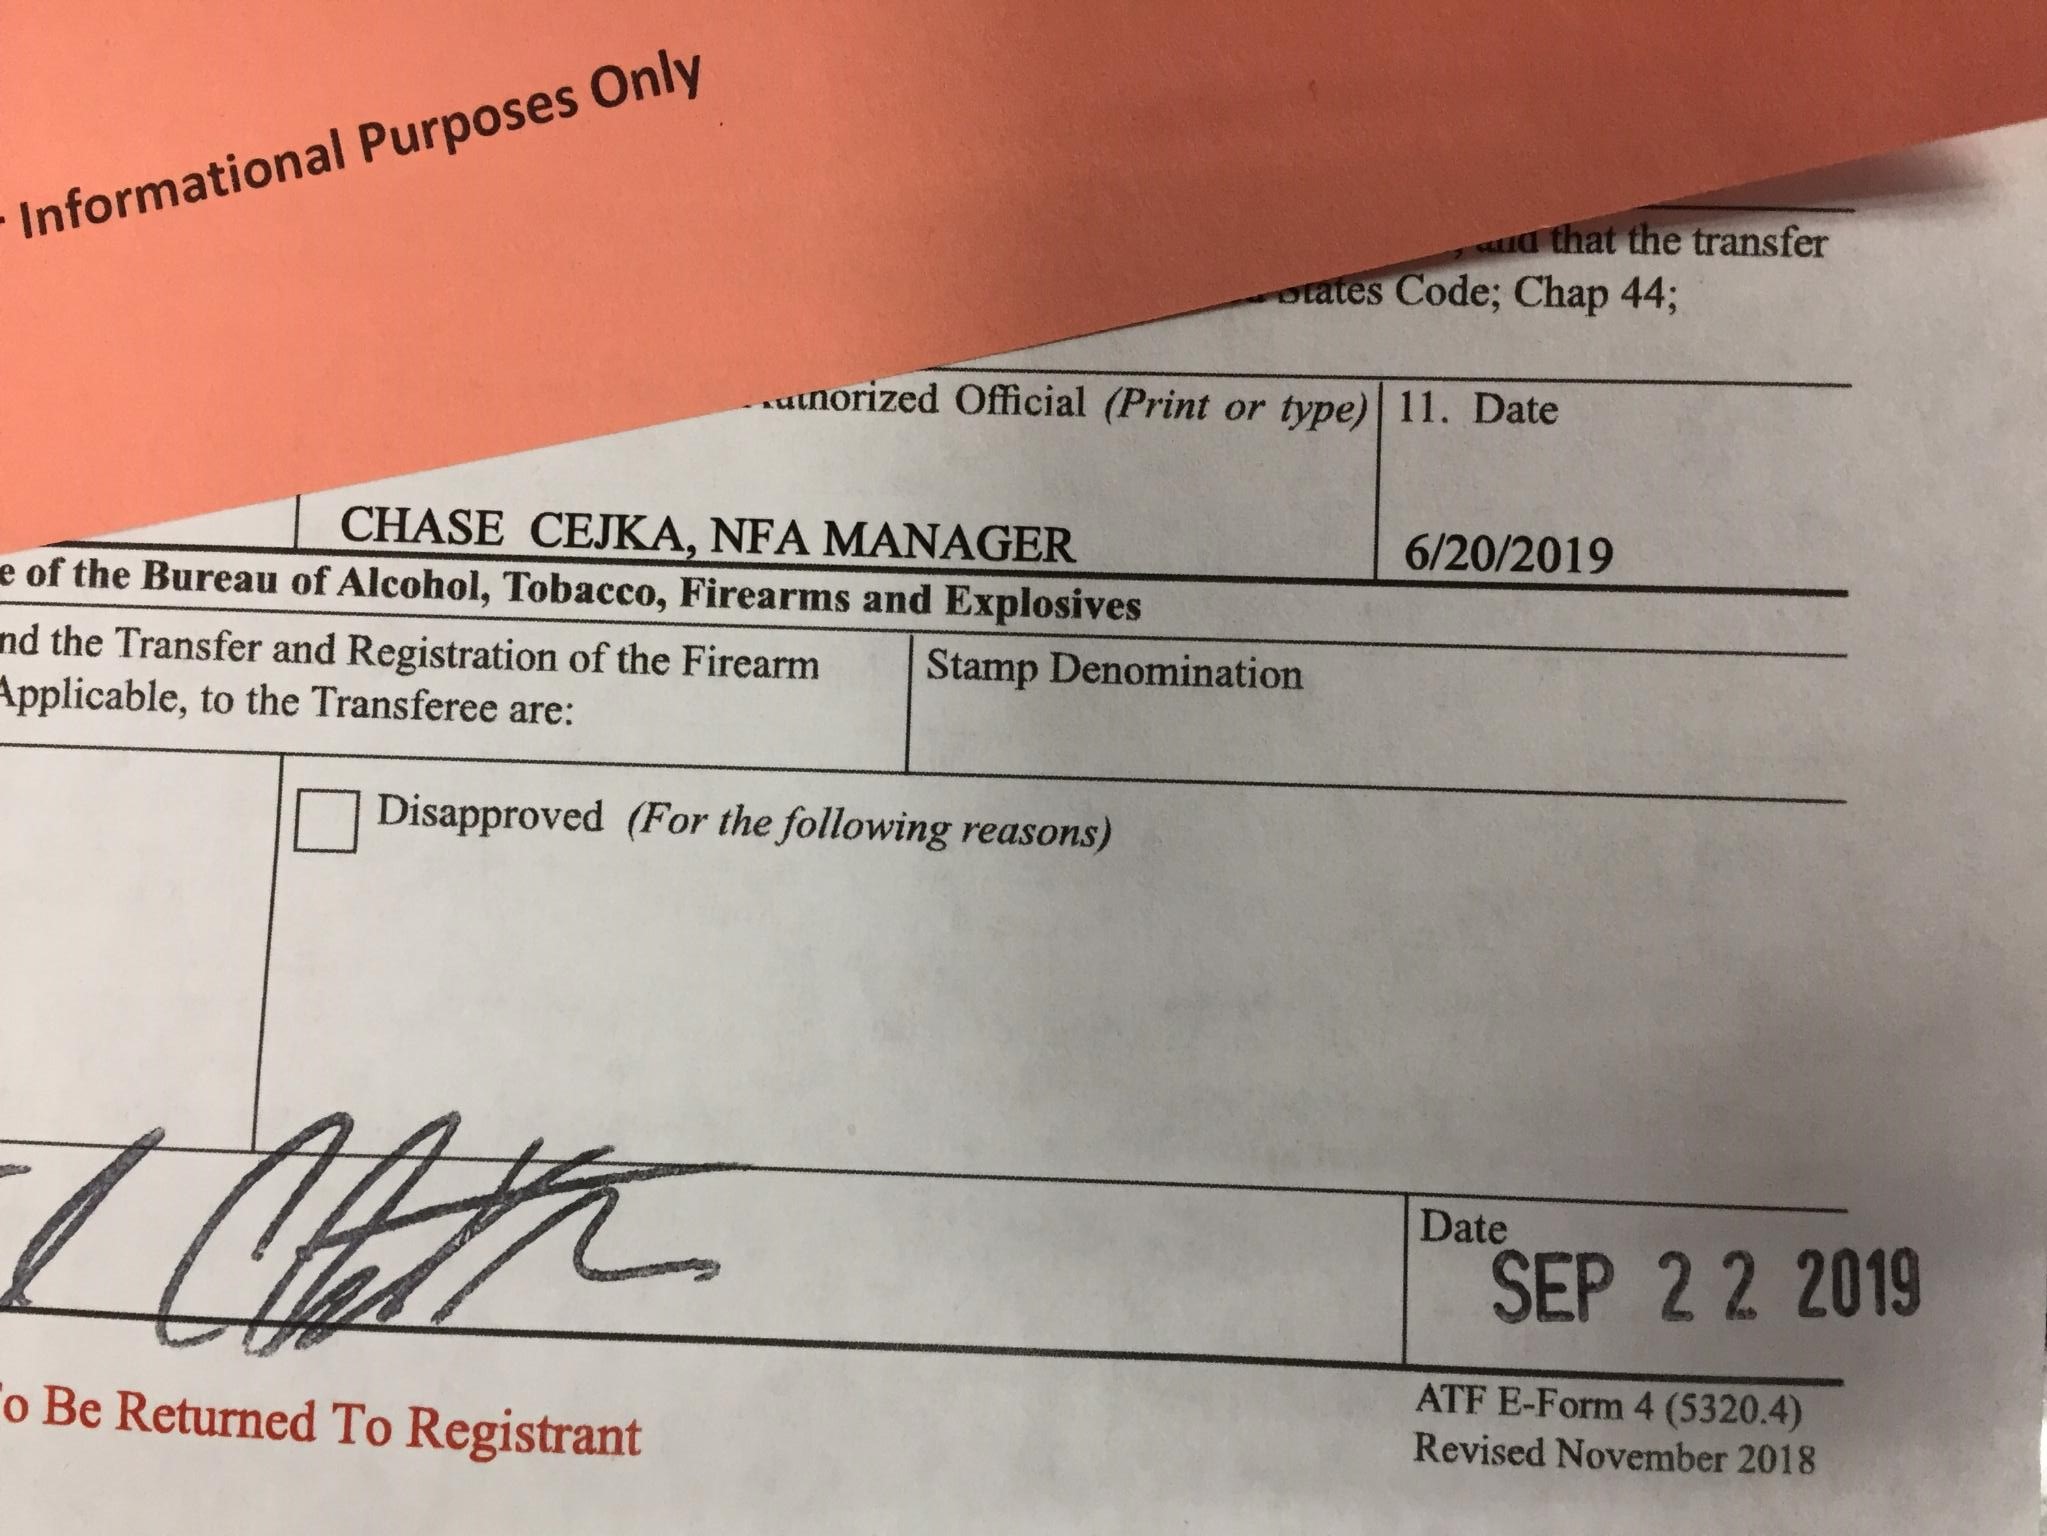 Informational Purposes Only
and that the transfer
States Code; Chap 44;
Authorized Official (Print or type)
11. Date
CHASE CEJKA, NFA MANAGER
6/20/2019
e of the Bureau of Alcohol, Tobacco, Firearms and Explosives
nd the Transfer and Registration of the Firearm
Applicable, to the Transferee are:
Stamp Denomination
Disapproved (For the following reasons)
Date
SEP 22 2019
o Be Returned To Registrant
ATF E-Form 4 (5320.4)
Revised November 2018